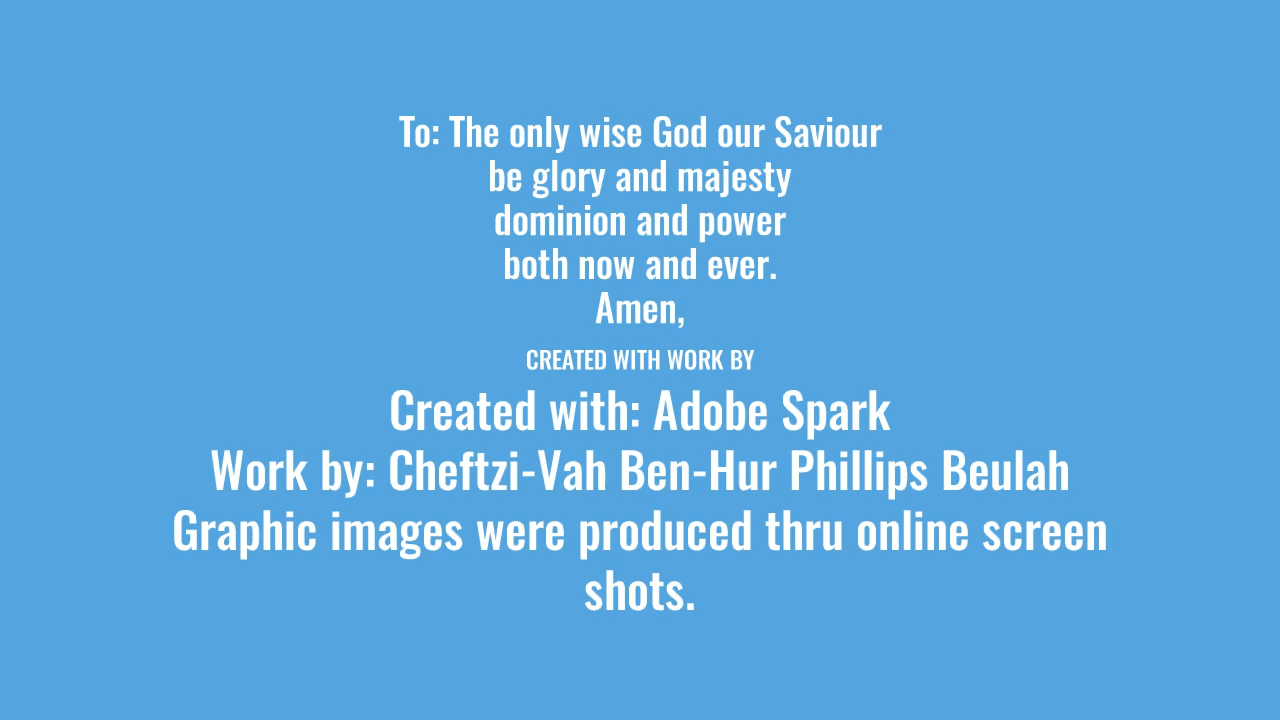 To: The only wise God our Saviour
be glory and majesty
dominion and power
both now and ever.
Amen,
CREATED WITH WORK BY
Created with: Adobe Spark
Work by: Cheftzi-Vah Ben-Hur Phillips Beulah
Graphic images were produced thru online screen
shots.